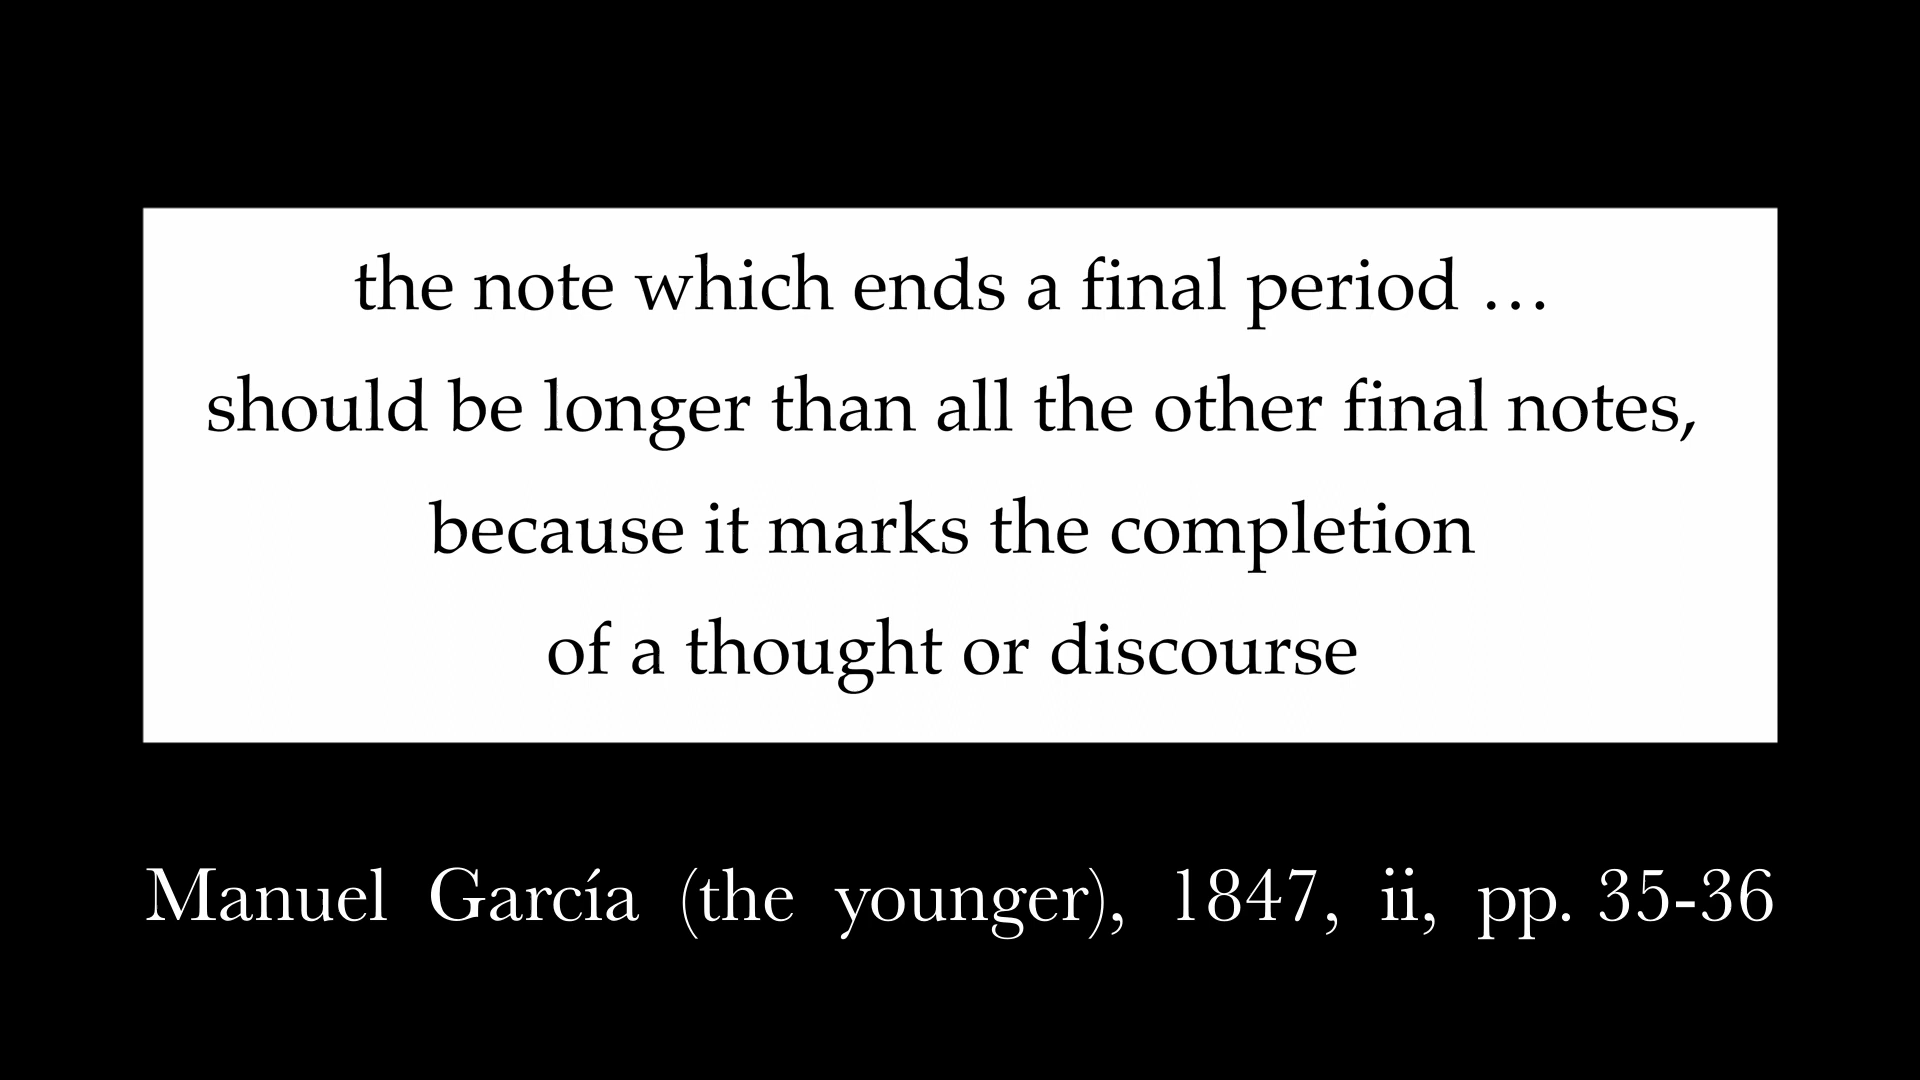 the note which ends a final period …
should be longer than all the other final notes,
because it marks the completion
of a thought or discourse
Manuel García (the younger), 1847, ii, pp. 35-36